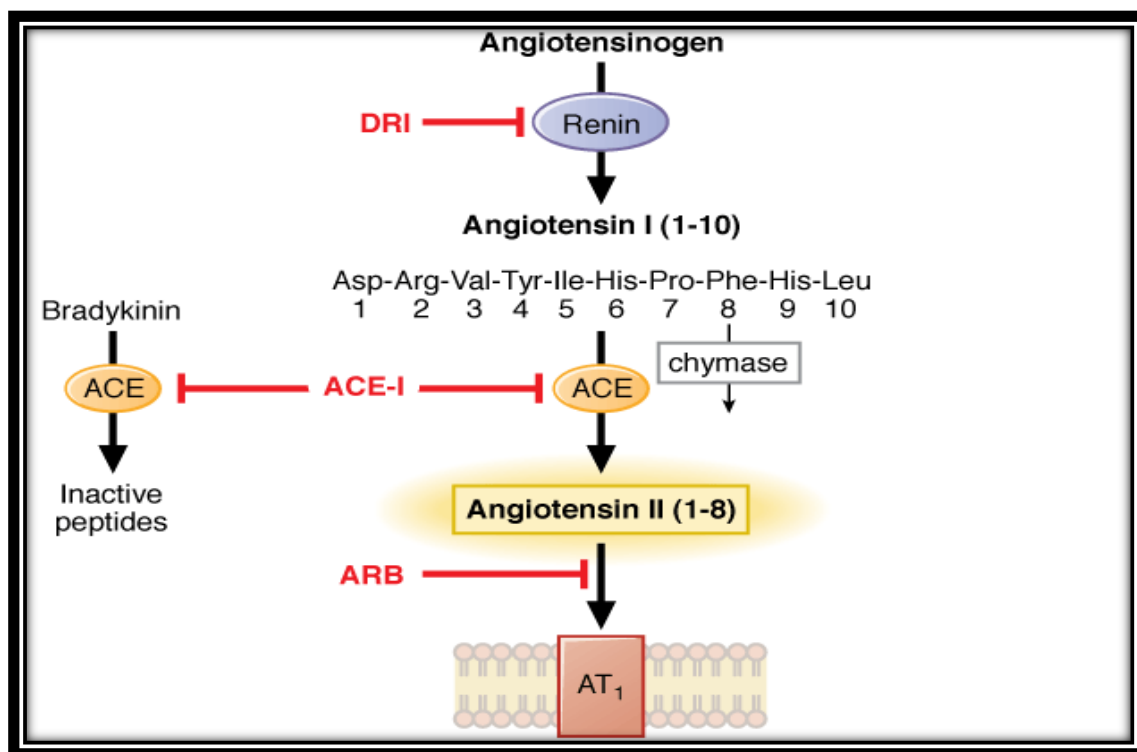 Angiotensinogen
DRI
Renin
Angiotensin I (1-10)
Asp-Arg-Val-Tyr-Ile-His-Pro-Phe-His-Leu
1 2 3 4 5 6 7 8 9 10
Bradykinin
chymase
ACE
ACE-I
ACE
Inactive
peptides
Angiotensin II (1-8)
ARB
AT1